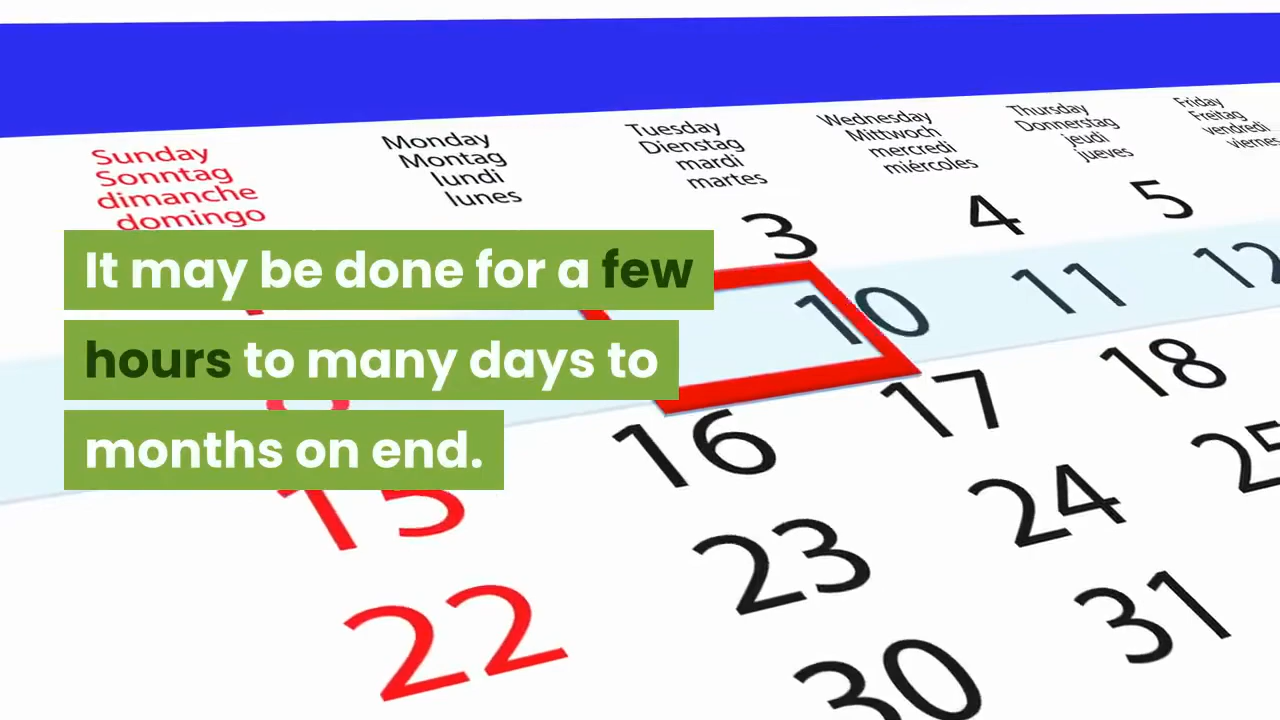 Sunday Monday Tuesday Wednesday Thursday Friday
Sonntag Montag Dienstag Mittwoch Donnerstag Freitag
dimanche lundi mardi mercredi jeudi vendredi
domingo lunes martes miércoles jueves viernes
3 4 5
10 11 12
16 17 18
15 23 24 25
22 30 31
It may be done for a few
hours to many days to
months on end.